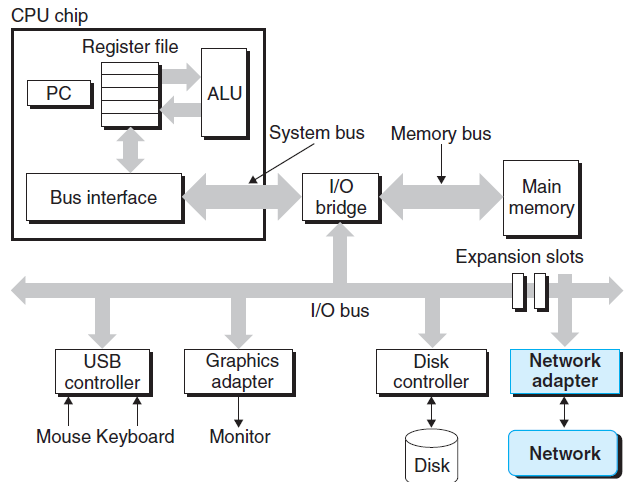 CPU chip
Register file
PC
ALU
System bus
Memory bus
Bus interface
I/O
bridge
Main
memory
Expansion slots
I/O bus
USB
controller
Graphics
adapter
Disk
controller
Network
adapter
Mouse Keyboard
Monitor
Disk
Network